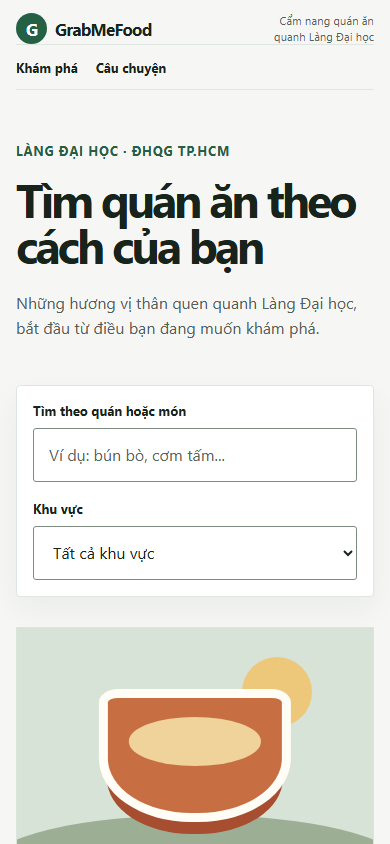 G GrabMeFood
Cẩm nang quán ăn
quanh Làng Đại học
Khám phá Câu chuyện
LÀNG ĐẠI HỌC · ĐHQG TP.HCM
Tìm quán ăn theo
cách của bạn
Những hương vị thân quen quanh Làng Đại học,
bắt đầu từ điều bạn đang muốn khám phá.
Tìm theo quán hoặc món
Ví dụ: bún bò, cơm tấm...
Khu vực
Tất cả khu vực